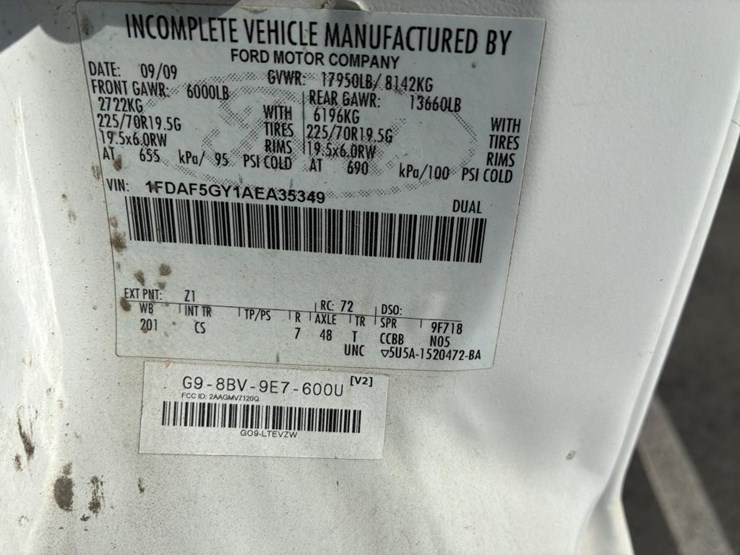 INCOMPLETE VEHICLE MANUFACTURED BY
FORD MOTOR COMPANY
DATE: 09/09 GVWR: 17950LB/ 8142KG
FRONT GAWR: 6000LB REAR GAWR: 13660LB
2722KG WITH 6196KG WITH
225/70R19.5G TIRES 225/70R19.5G TIRES
19.5x6.0RW RIMS 19.5x6.0RW RIMS
AT 655 kPa/ 95 PSI COLD AT 690 kPa/100 PSI COLD
VIN: 1FDAF5GY1AEA35349 DUAL
EXT PNT: Z1 RC: 72 DSO:
WB INT TR TP/PS R AXLE TR SPR 9F718
201 CS 7 48 T CCBB N05
UNC ▽5U5A-1520472-BA
G9-8BV-9E7-600U [V2]
FCC ID: 2AAGMVZ120G
GO9-LTEVZW